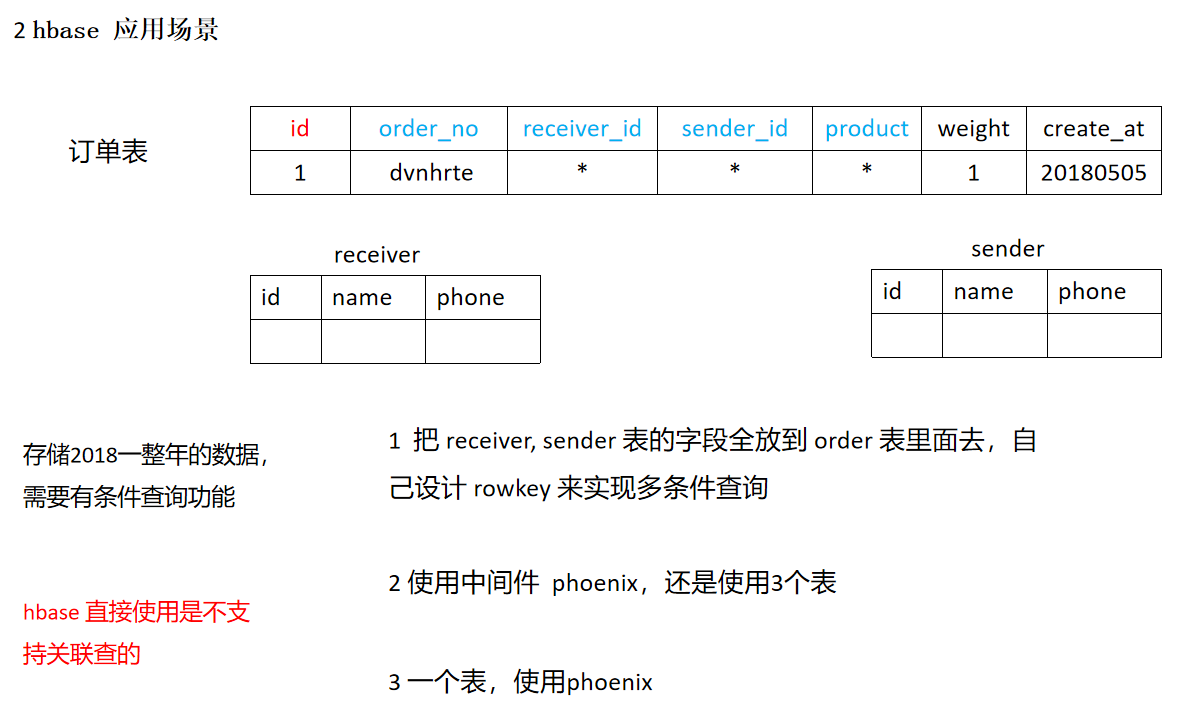 2 hbase 应用场景
订单表
id order_no receiver_id sender_id product weight create_at
1 dvnhrte * * * 1 20180505
receiver
id name phone
sender
id name phone
存储2018一整年的数据，
需要有条件查询功能
1 把 receiver, sender 表的字段全放到 order 表里面去，自
己设计 rowkey 来实现多条件查询
2 使用中间件 phoenix，还是使用3个表
hbase 直接使用是不支
持关联查的
3 一个表，使用phoenix